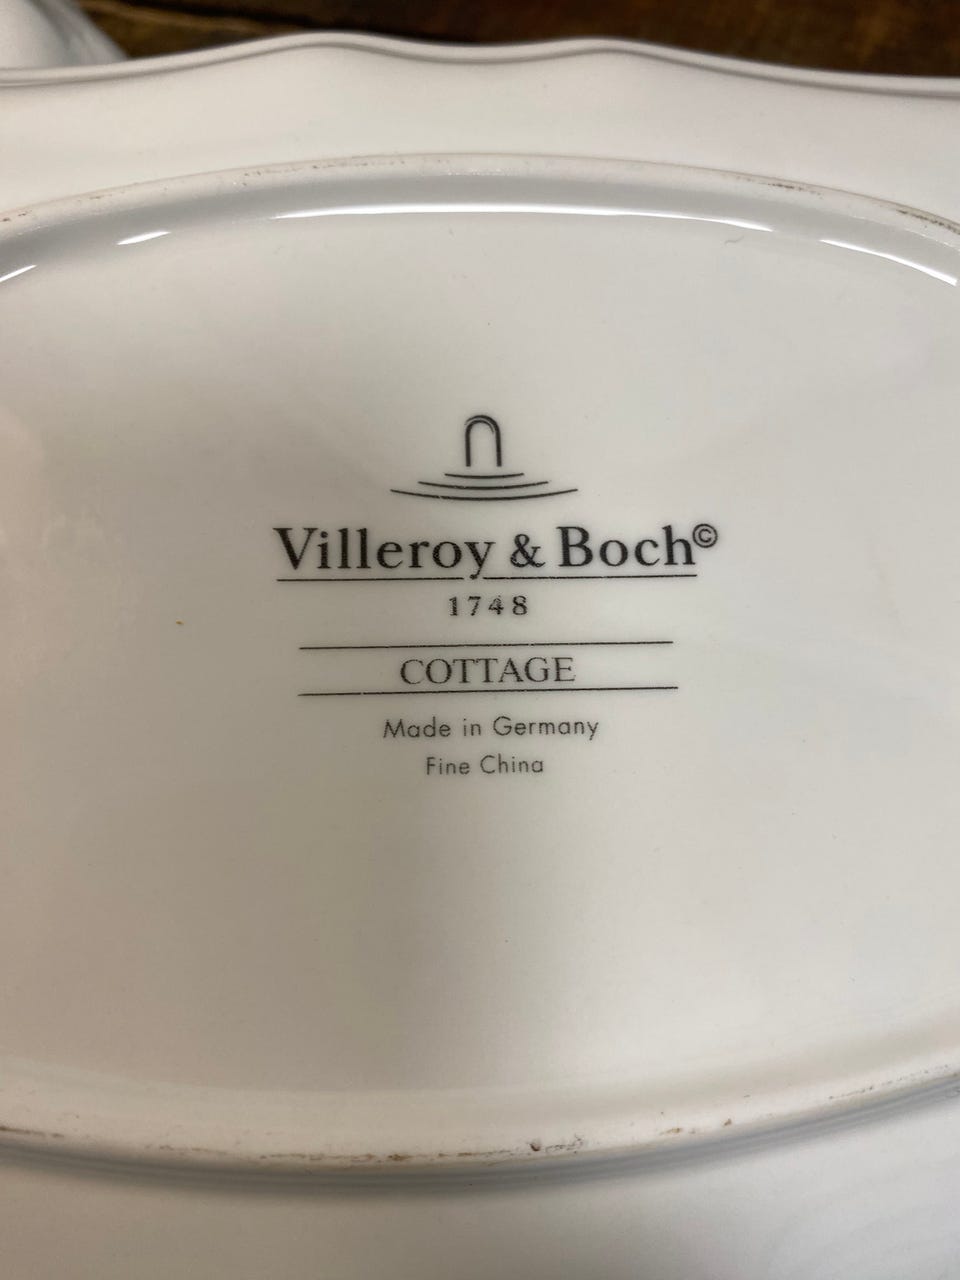 Villeroy & Boch©
1748
COTTAGE
Made in Germany
Fine China